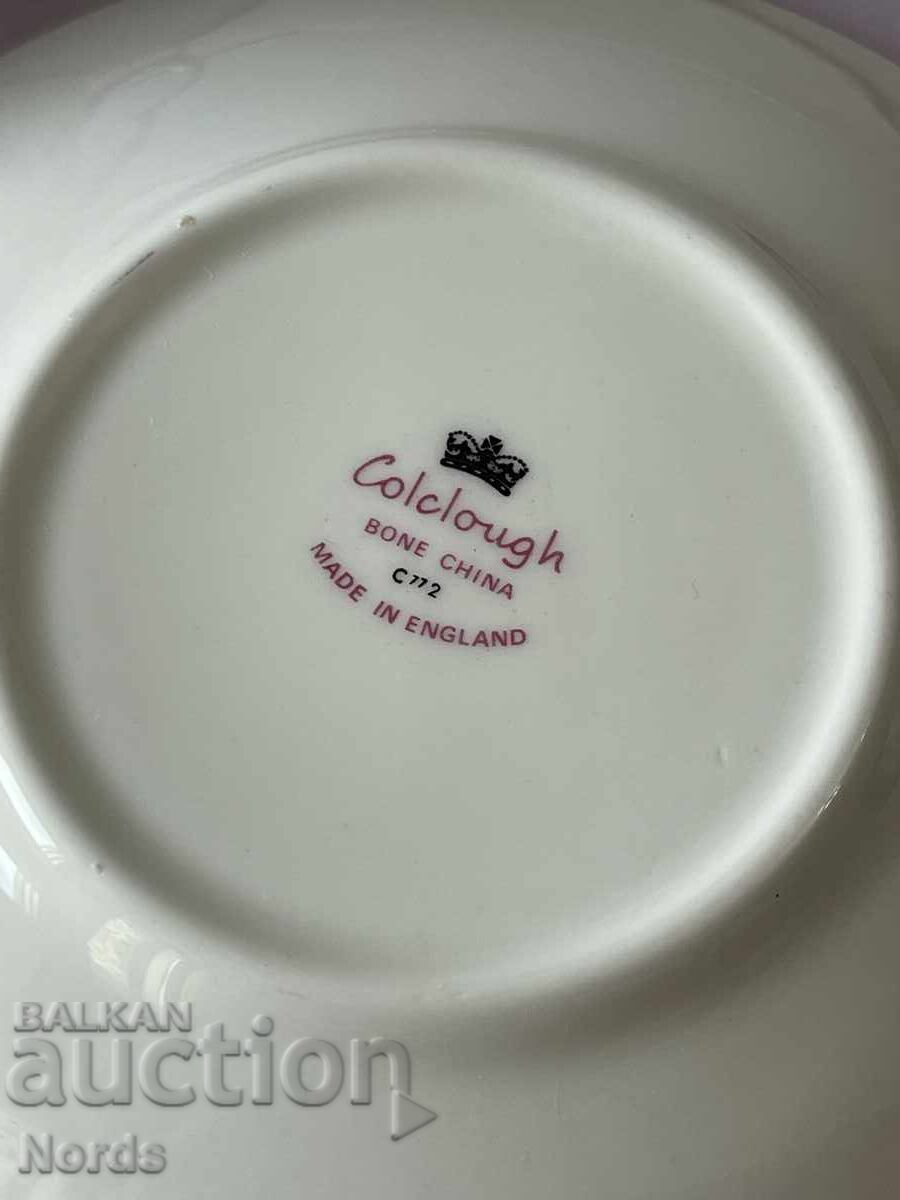 Colclough
BONE CHINA
C772
MADE IN ENGLAND
BALKAN
auction
Nords